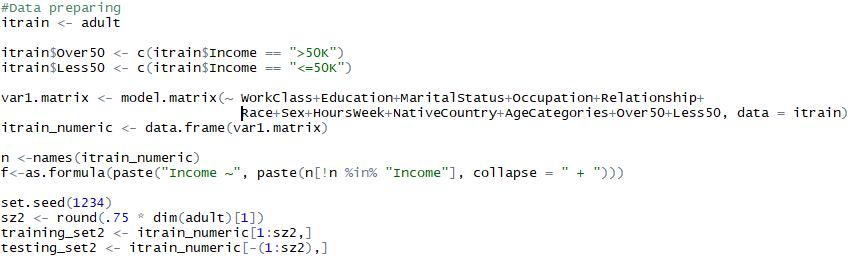 #Data preparing
itrain <- adult
itrain$Over50 <- c(itrain$Income == ">50K")
itrain$Less50 <- c(itrain$Income == "<=50K")
var1.matrix <- model.matrix(~ WorkClass+Education+MaritalStatus+Occupation+Relationship+
Race+Sex+HoursWeek+NativeCountry+AgeCategories+Over50+Less50, data = itrain)
itrain_numeric <- data.frame(var1.matrix)
n <-names(itrain_numeric)
f<-as.formula(paste("Income ~", paste(n[!n %in% "Income"], collapse = " + ")))
set.seed(1234)
sz2 <- round(.75 * dim(adult)[1])
training_set2 <- itrain_numeric[1:sz2,]
testing_set2 <- itrain_numeric[-(1:sz2),]